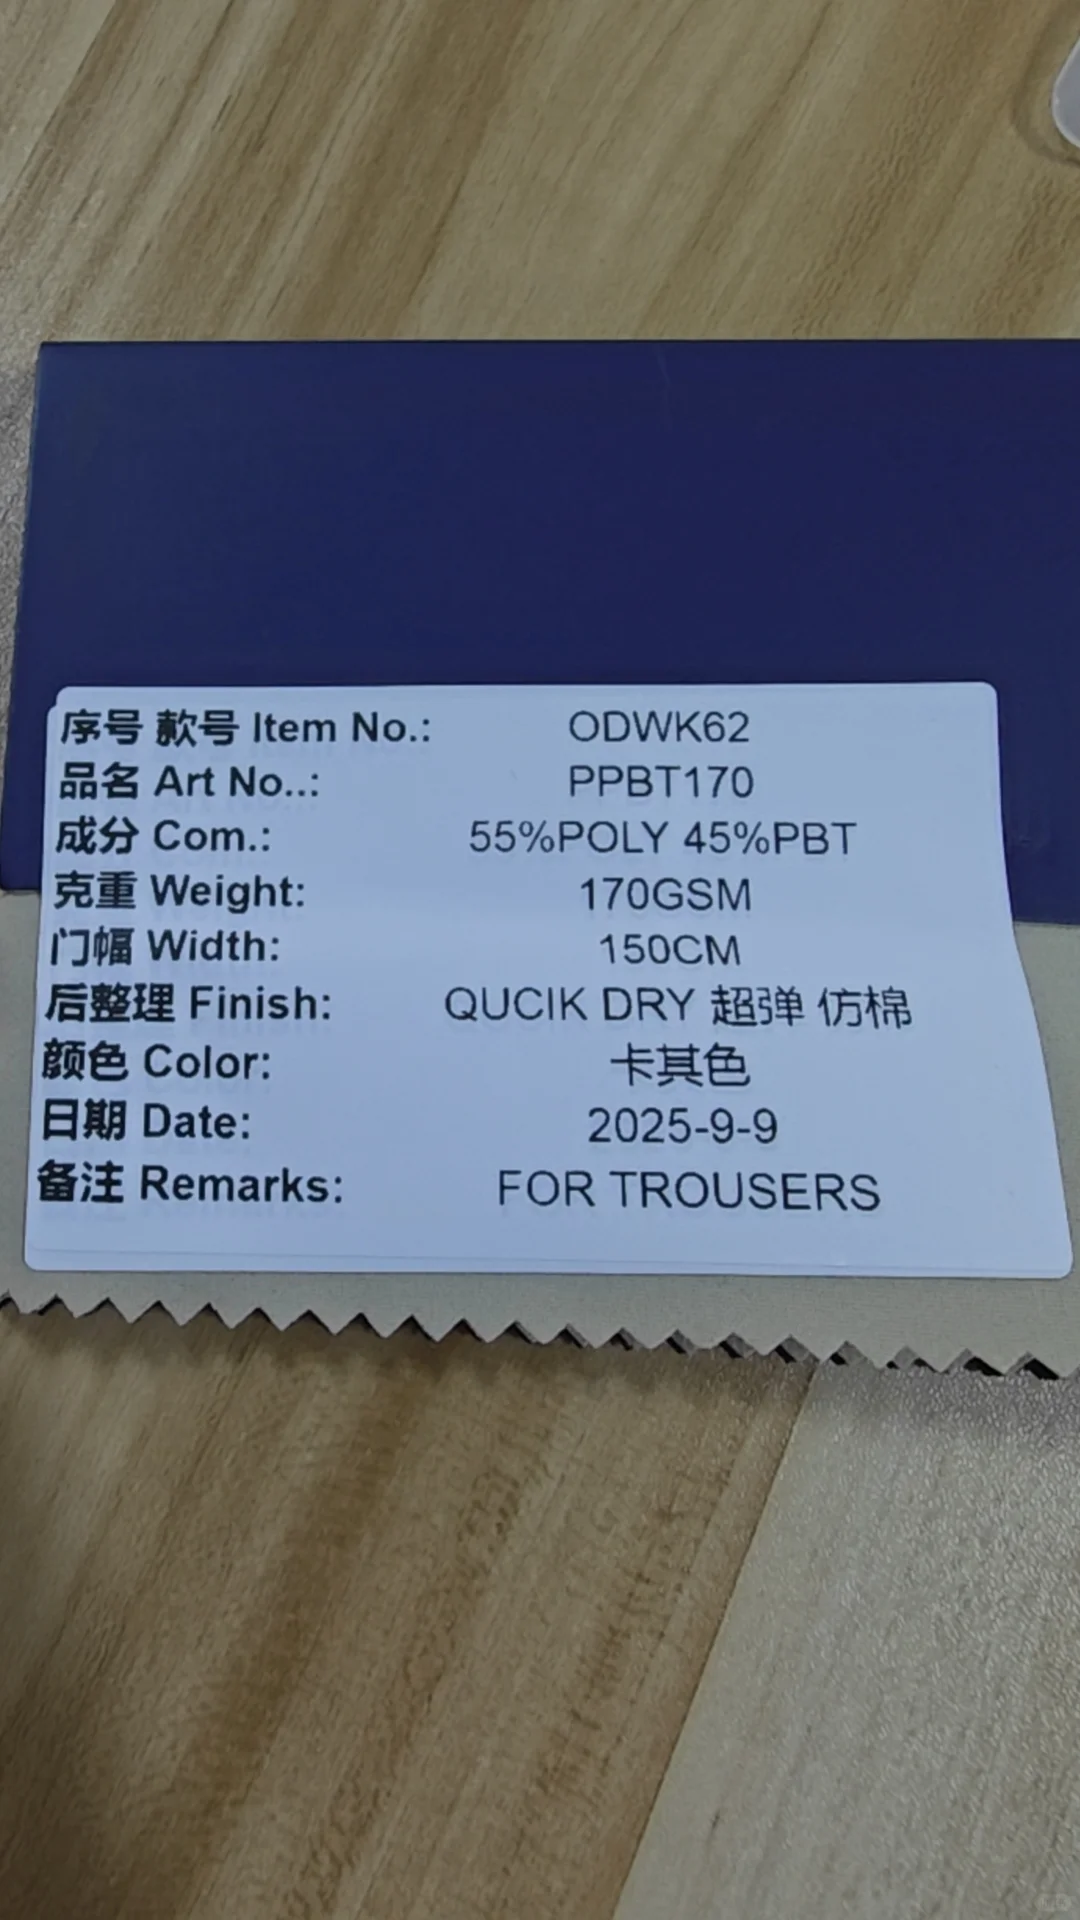 序号 款号 Item No.: ODWK62
品名 Art No..: PPBT170
成分 Com.: 55%POLY 45%PBT
克重 Weight: 170GSM
门幅 Width: 150CM
后整理 Finish: QUCIK DRY 超弹 仿棉
颜色 Color: 卡其色
日期 Date: 2025-9-9
备注 Remarks: FOR TROUSERS